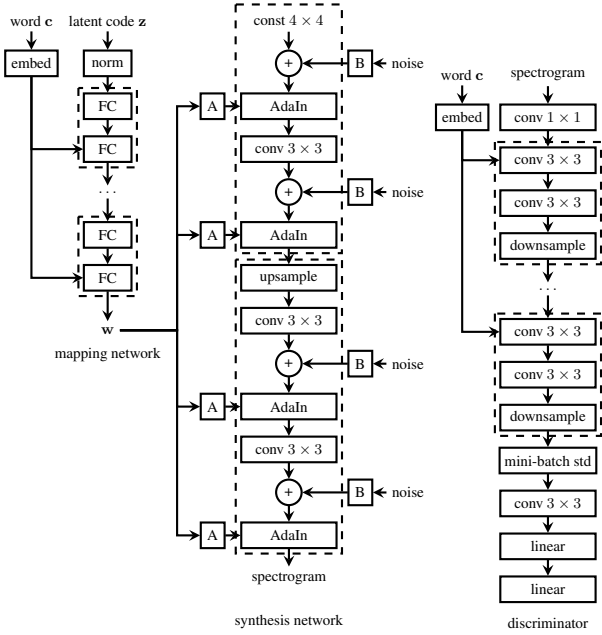 word c
latent code z
embed
norm
FC
FC
...
FC
FC
w
mapping network
const 4 × 4
+
B
noise
A
AdaIn
conv 3 × 3
+
B
noise
A
AdaIn
upsample
conv 3 × 3
+
B
noise
A
AdaIn
conv 3 × 3
+
B
noise
A
AdaIn
spectrogram
synthesis network
word c
spectrogram
embed
conv 1 × 1
conv 3 × 3
conv 3 × 3
downsample
...
conv 3 × 3
conv 3 × 3
downsample
mini-batch std
conv 3 × 3
linear
linear
discriminator